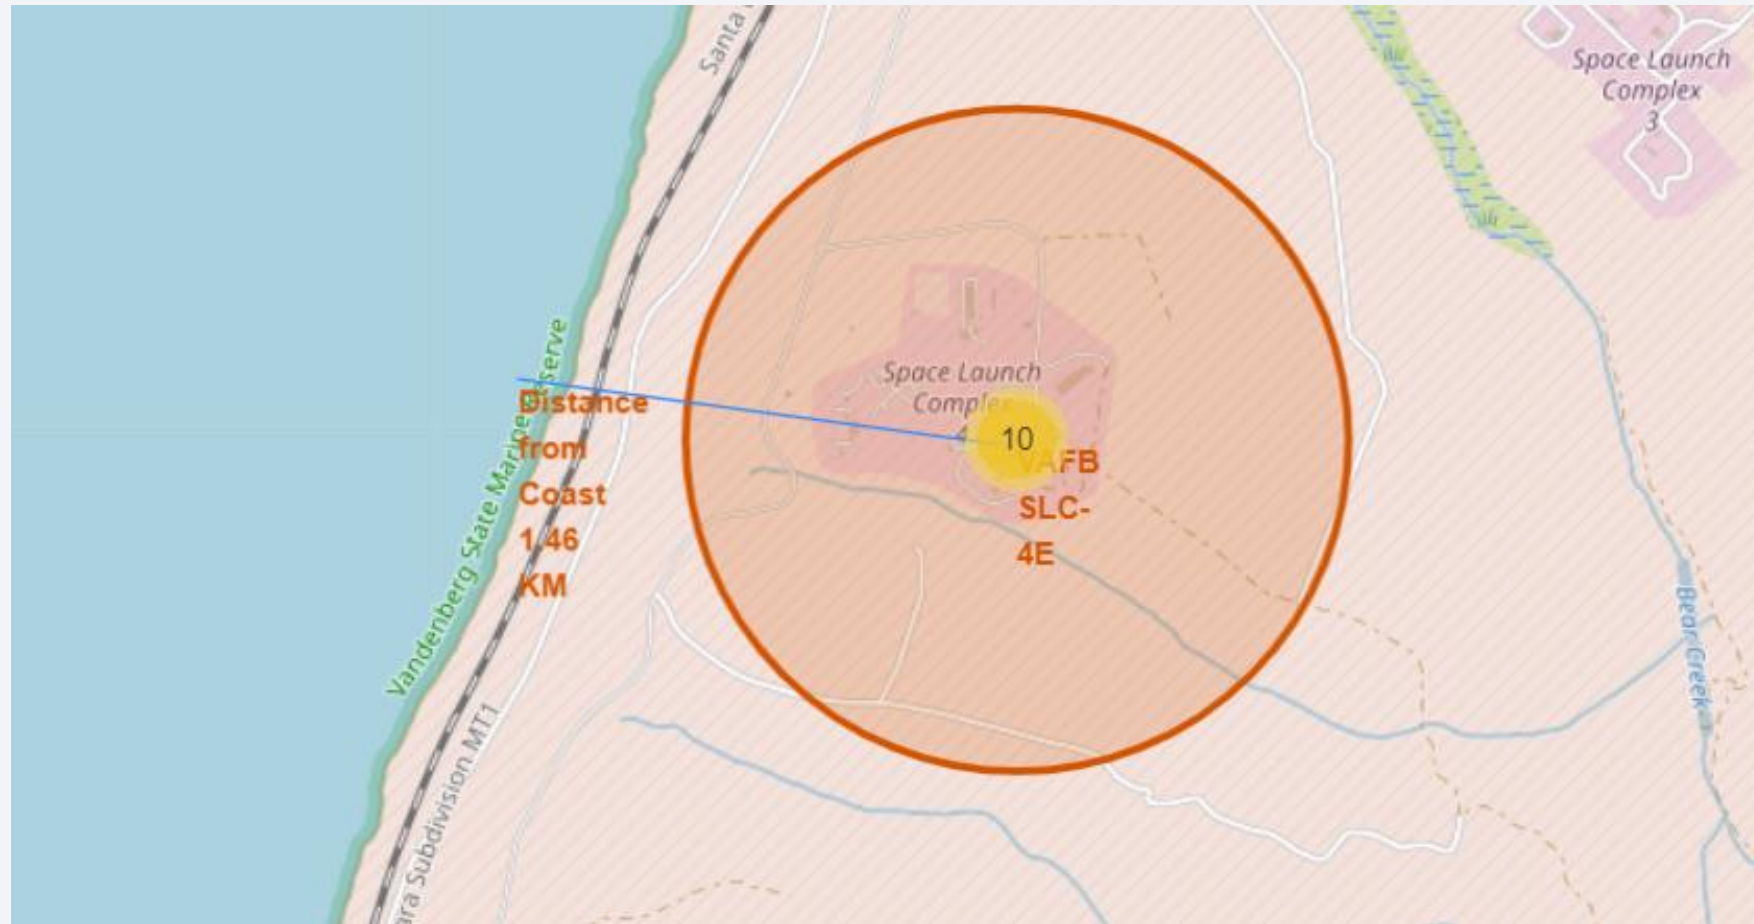 Santa
Space Launch
Complex
3
Space Launch
Complex
10
VAFB
SLC-
4E
Distance
from
Coast
1.46
KM
Vandenberg State Marine Reserve
Bear Creek
ara Subdivision MT1